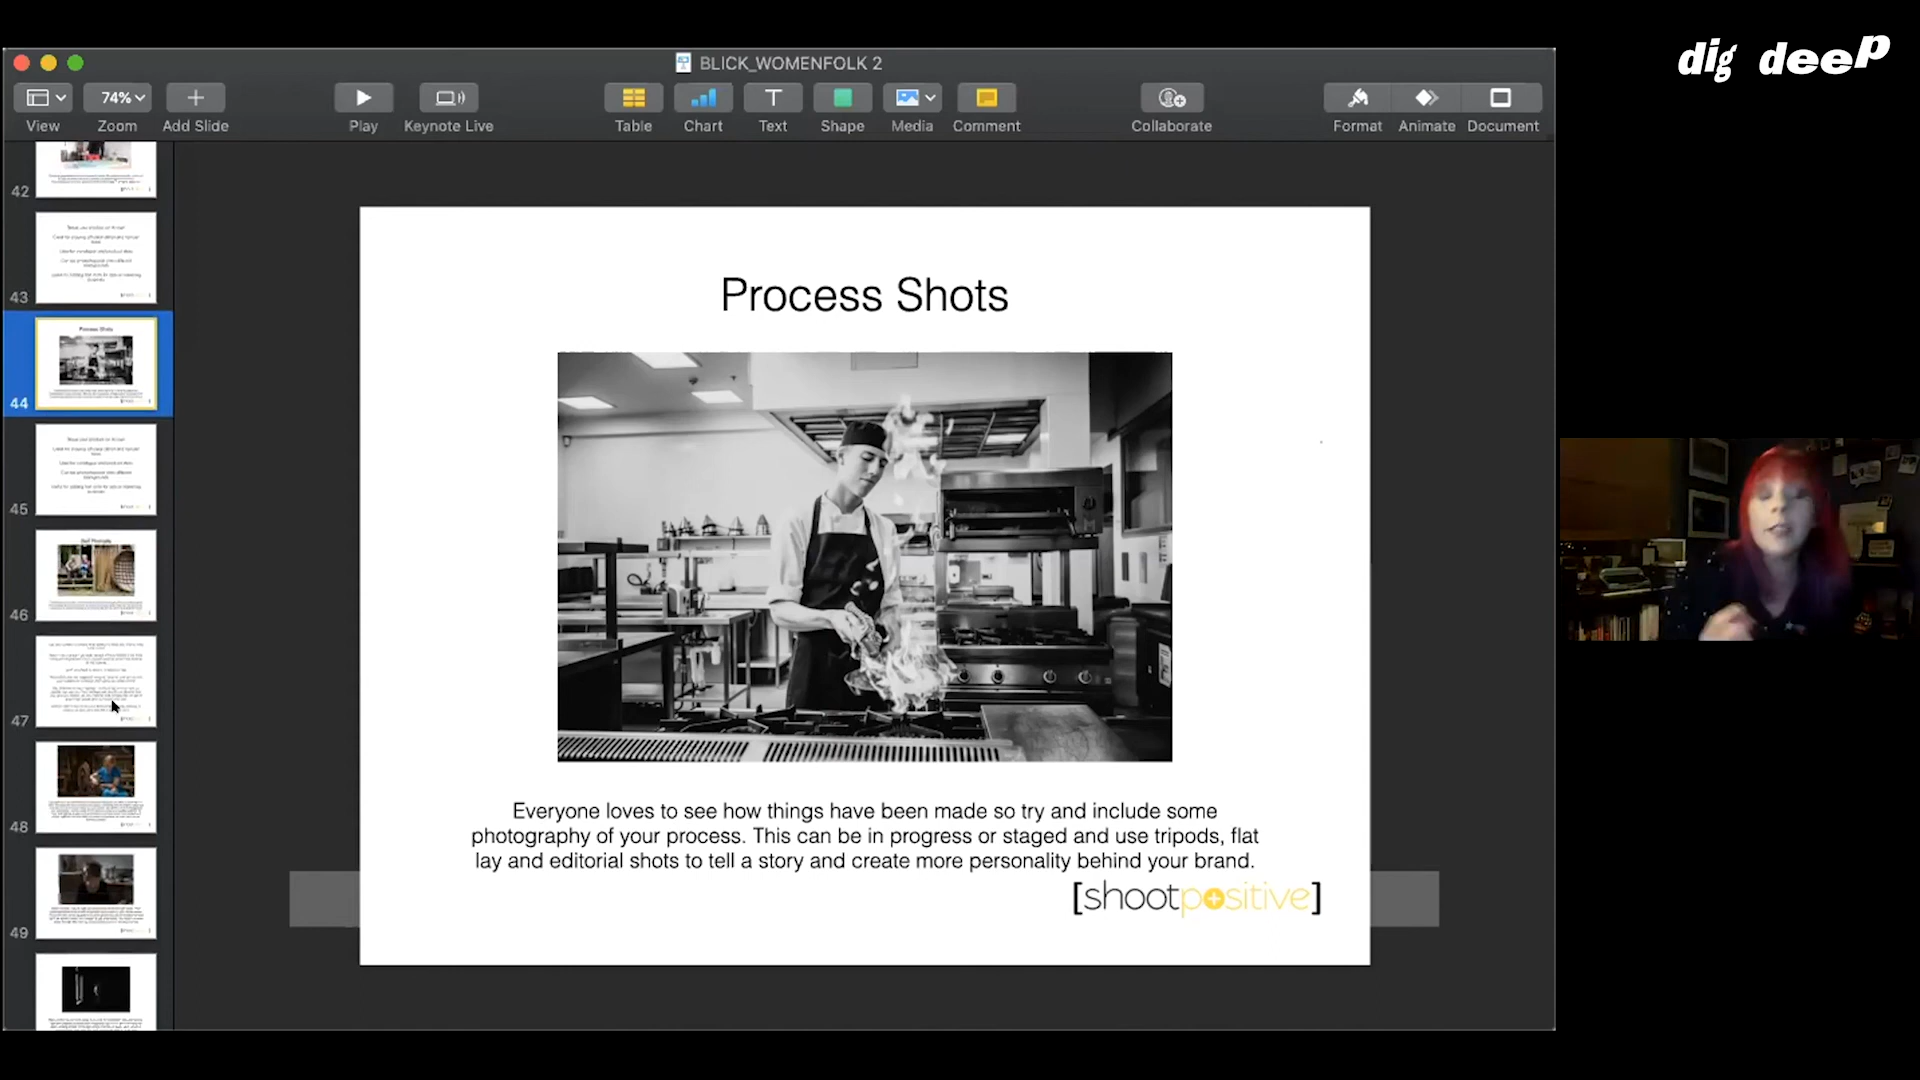 dig deep
BLICK_WOMENFOLK 2
74%
View
Zoom
Add Slide
Play
Keynote Live
Table
Chart
Text
Shape
Media
Comment
Collaborate
Format
Animate
Document
42
43
44
45
46
47
48
49
Process Shots
Process Shots
Everyone loves to see how things have been made so try and include some
photography of your process. This can be in progress or staged and use tripods, flat
lay and editorial shots to tell a story and create more personality behind your brand.
[shootpositive]